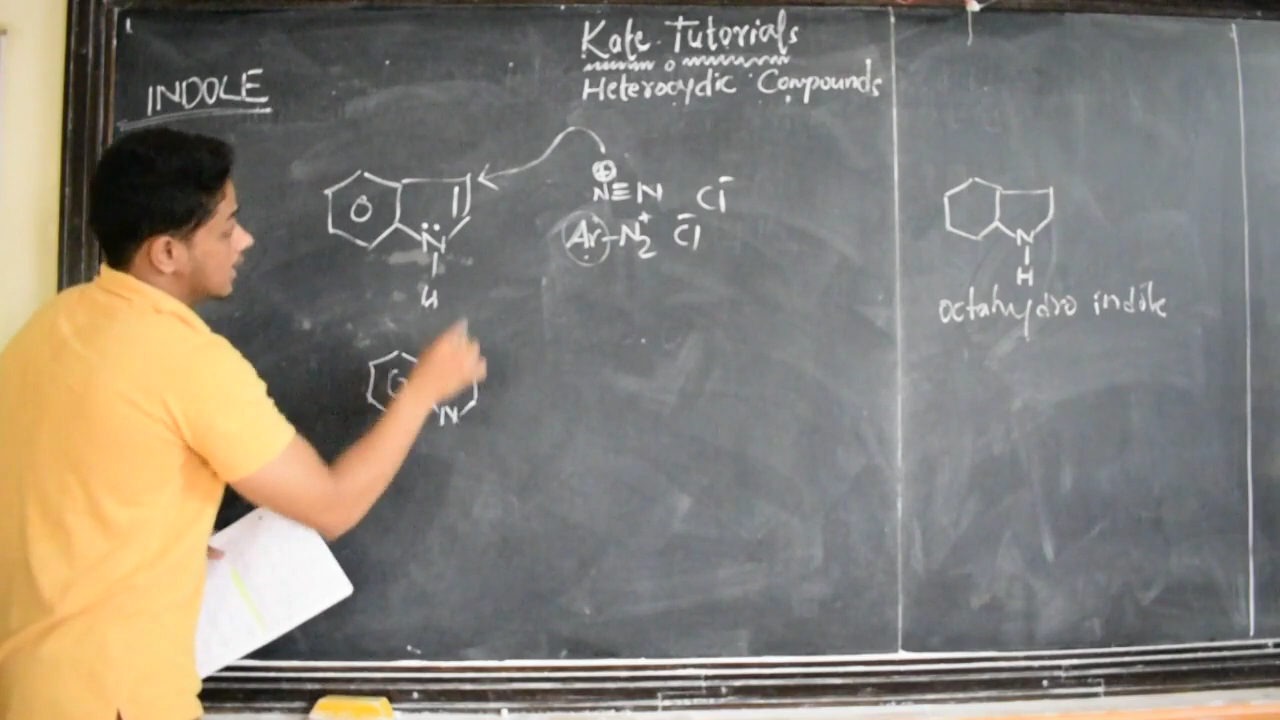 Kate Tutorials
Heterocyclic Compounds
INDOLE
N
H
N≡N Cl⁻
Ar-N₂⁺ Cl⁻
N
N
H
octahydro indole